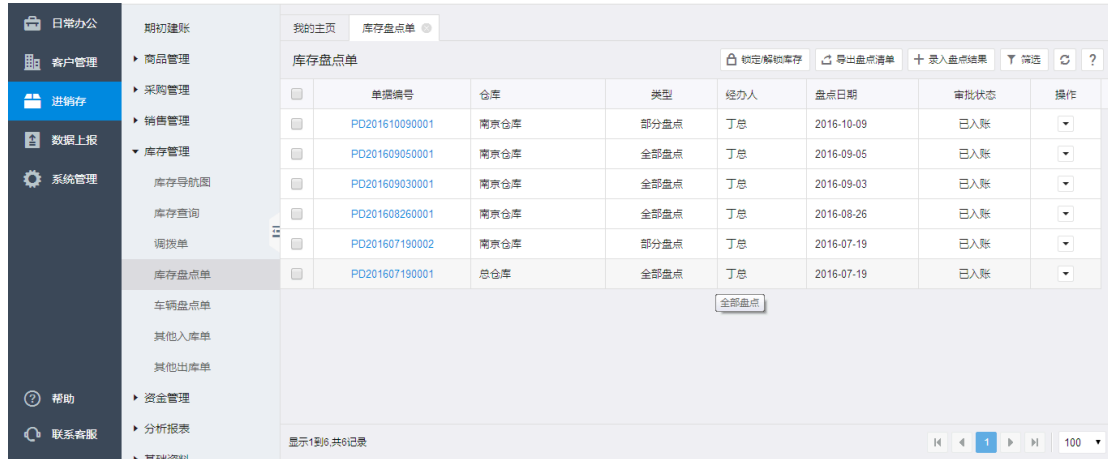 日常办公
客户管理
进销存
数据上报
系统管理
帮助
联系客服
期初建账
商品管理
采购管理
销售管理
库存管理
库存导航图
库存查询
调拨单
库存盘点单
车辆盘点单
其他入库单
其他出库单
资金管理
分析报表
基础资料
我的主页 库存盘点单
库存盘点单 锁定/解锁库存 导出盘点清单 录入盘点结果 筛选 ?
单据编号 仓库 类型 经办人 盘点日期 审批状态 操作
PD201610090001 南京仓库 部分盘点 丁总 2016-10-09 已入账
PD201609050001 南京仓库 全部盘点 丁总 2016-09-05 已入账
PD201609030001 南京仓库 全部盘点 丁总 2016-09-03 已入账
PD201608260001 南京仓库 全部盘点 丁总 2016-08-26 已入账
PD201607190002 南京仓库 部分盘点 丁总 2016-07-19 已入账
PD201607190001 总仓库 全部盘点 丁总 2016-07-19 已入账
全部盘点
显示1到6,共6记录 1 100